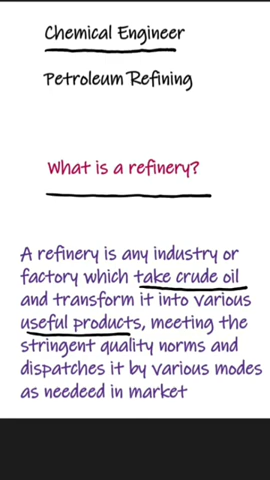 Chemical Engineer
Petroleum Refining
What is a refinery?
A refinery is any industry or
factory which take crude oil
and transform it into various
useful products, meeting the
stringent quality norms and
dispatches it by various modes
as needeed in market